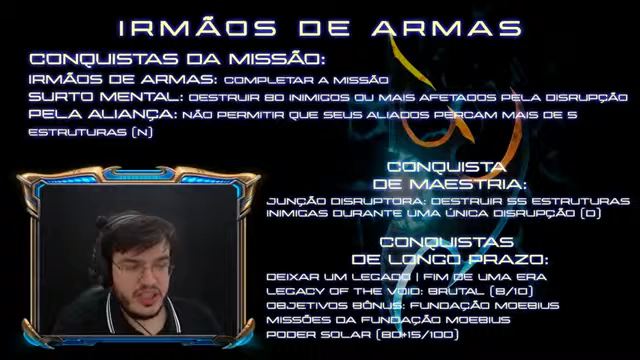 IRMÃOS DE ARMAS
CONQUISTAS DA MISSÃO:
IRMÃOS DE ARMAS: COMPLETAR A MISSÃO
SURTO MENTAL: DESTRUIR 80 INIMIGOS OU MAIS AFETADOS PELA DISRUPÇÃO
PELA ALIANÇA: NÃO PERMITIR QUE SEUS ALIADOS PERCAM MAIS DE 5
ESTRUTURAS (N)
CONQUISTA
DE MAESTRIA:
JUNÇÃO DISRUPTORA: DESTRUIR 55 ESTRUTURAS
INIMIGAS DURANTE UMA ÚNICA DISRUPÇÃO (D)
CONQUISTAS
DE LONGO PRAZO:
DEIXAR UM LEGADO | FIM DE UMA ERA
LEGACY OF THE VOID: BRUTAL (8/10)
OBJETIVOS BÔNUS: FUNDAÇÃO MOEBIUS
MISSÕES DA FUNDAÇÃO MOEBIUS
PODER SOLAR (80+15/100)